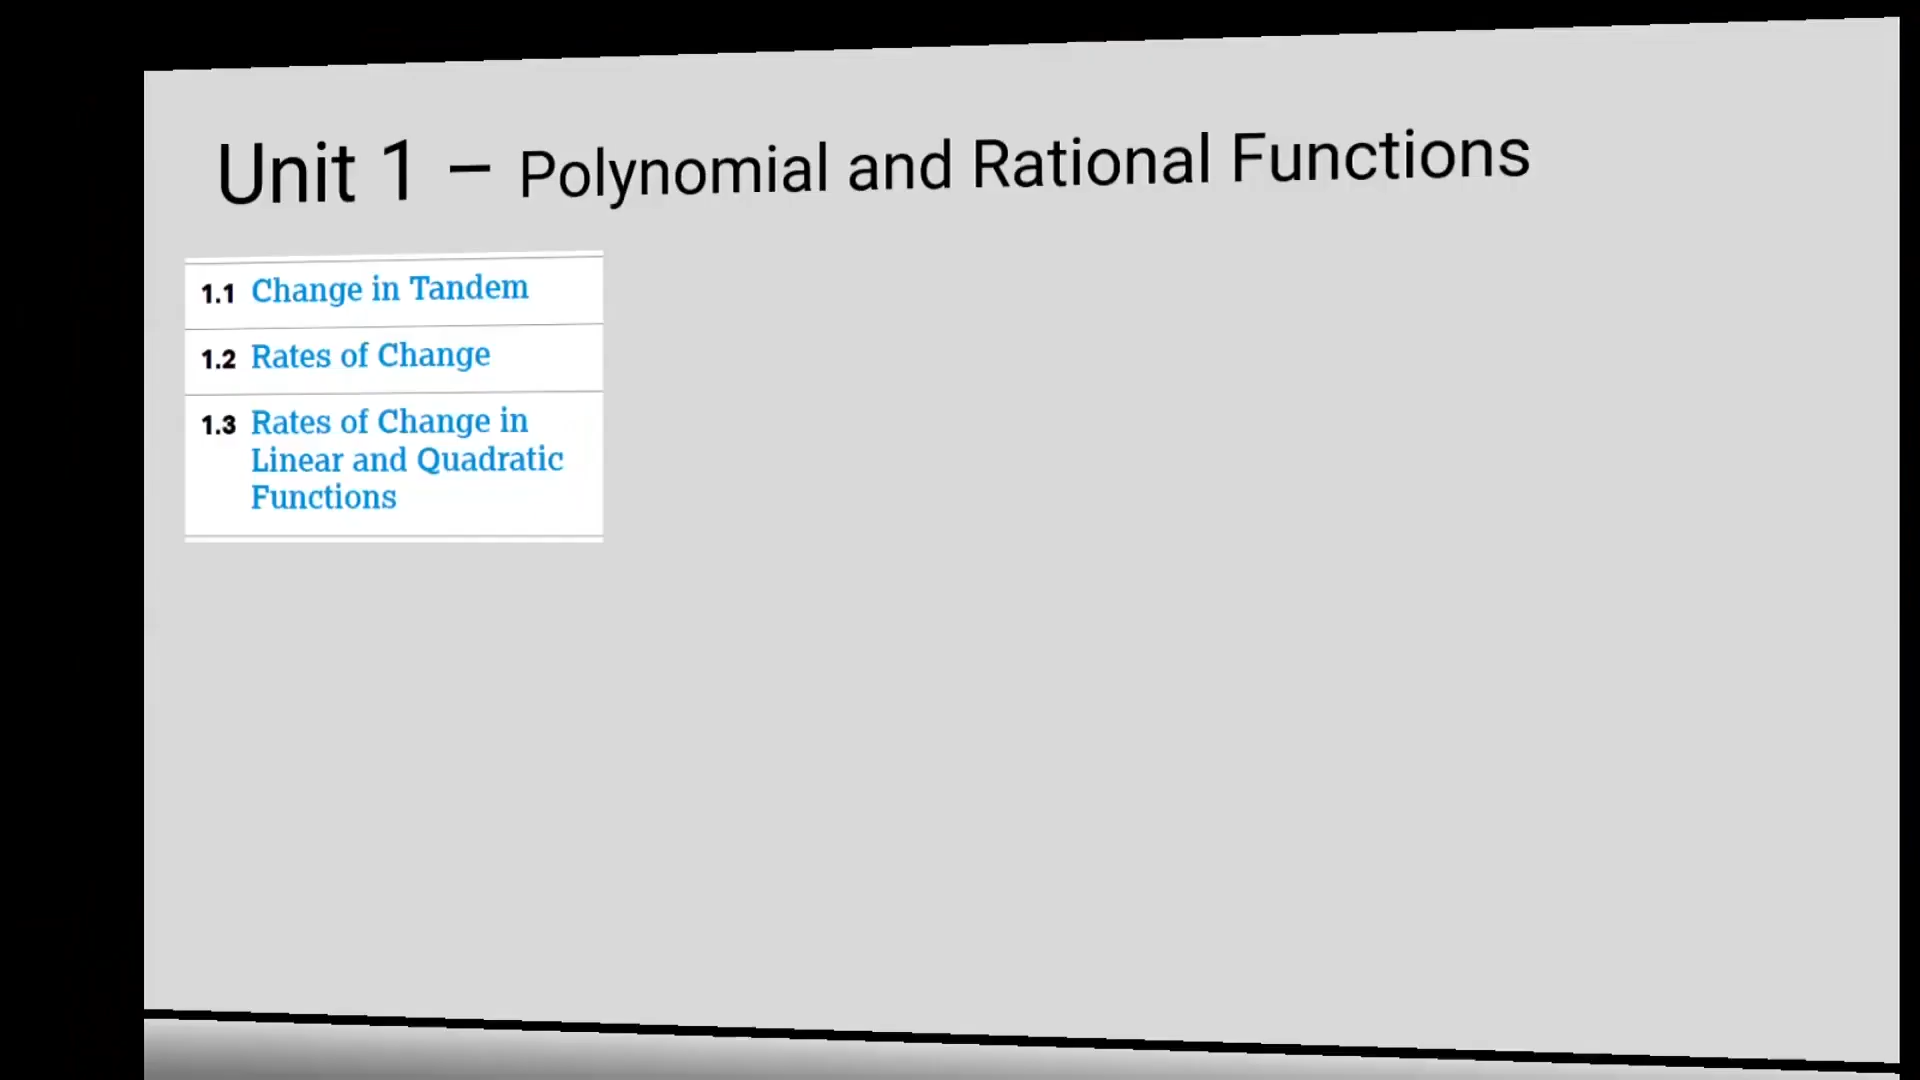 Unit 1 – Polynomial and Rational Functions
1.1 Change in Tandem
1.2 Rates of Change
1.3 Rates of Change in
Linear and Quadratic
Functions